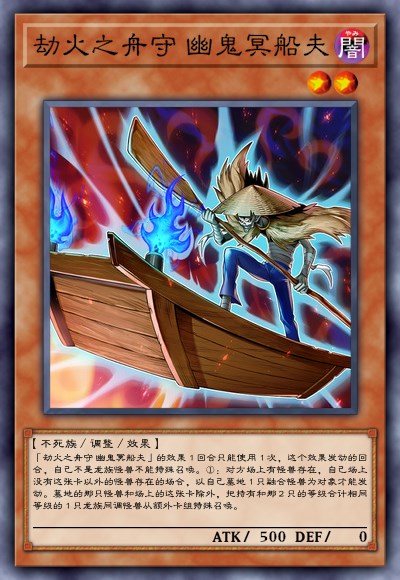 劫火之舟守 幽鬼冥船夫
やみ
闇
【不死族／调整／效果】
「劫火之舟守 幽鬼冥船夫」的效果1回合只能使用1次，这个效果发动的回
合，自己不是龙族怪兽不能特殊召唤。①：对方场上有怪兽存在，自己场上
没有这张卡以外的怪兽存在的场合，以自己墓地1只融合怪兽为对象才能发
动。墓地的那只怪兽和场上的这张卡除外，把持有和那2只的等级合计相同
等级的1只龙族同调怪兽从额外卡组特殊召唤。
ATK/ 500 DEF/ 0